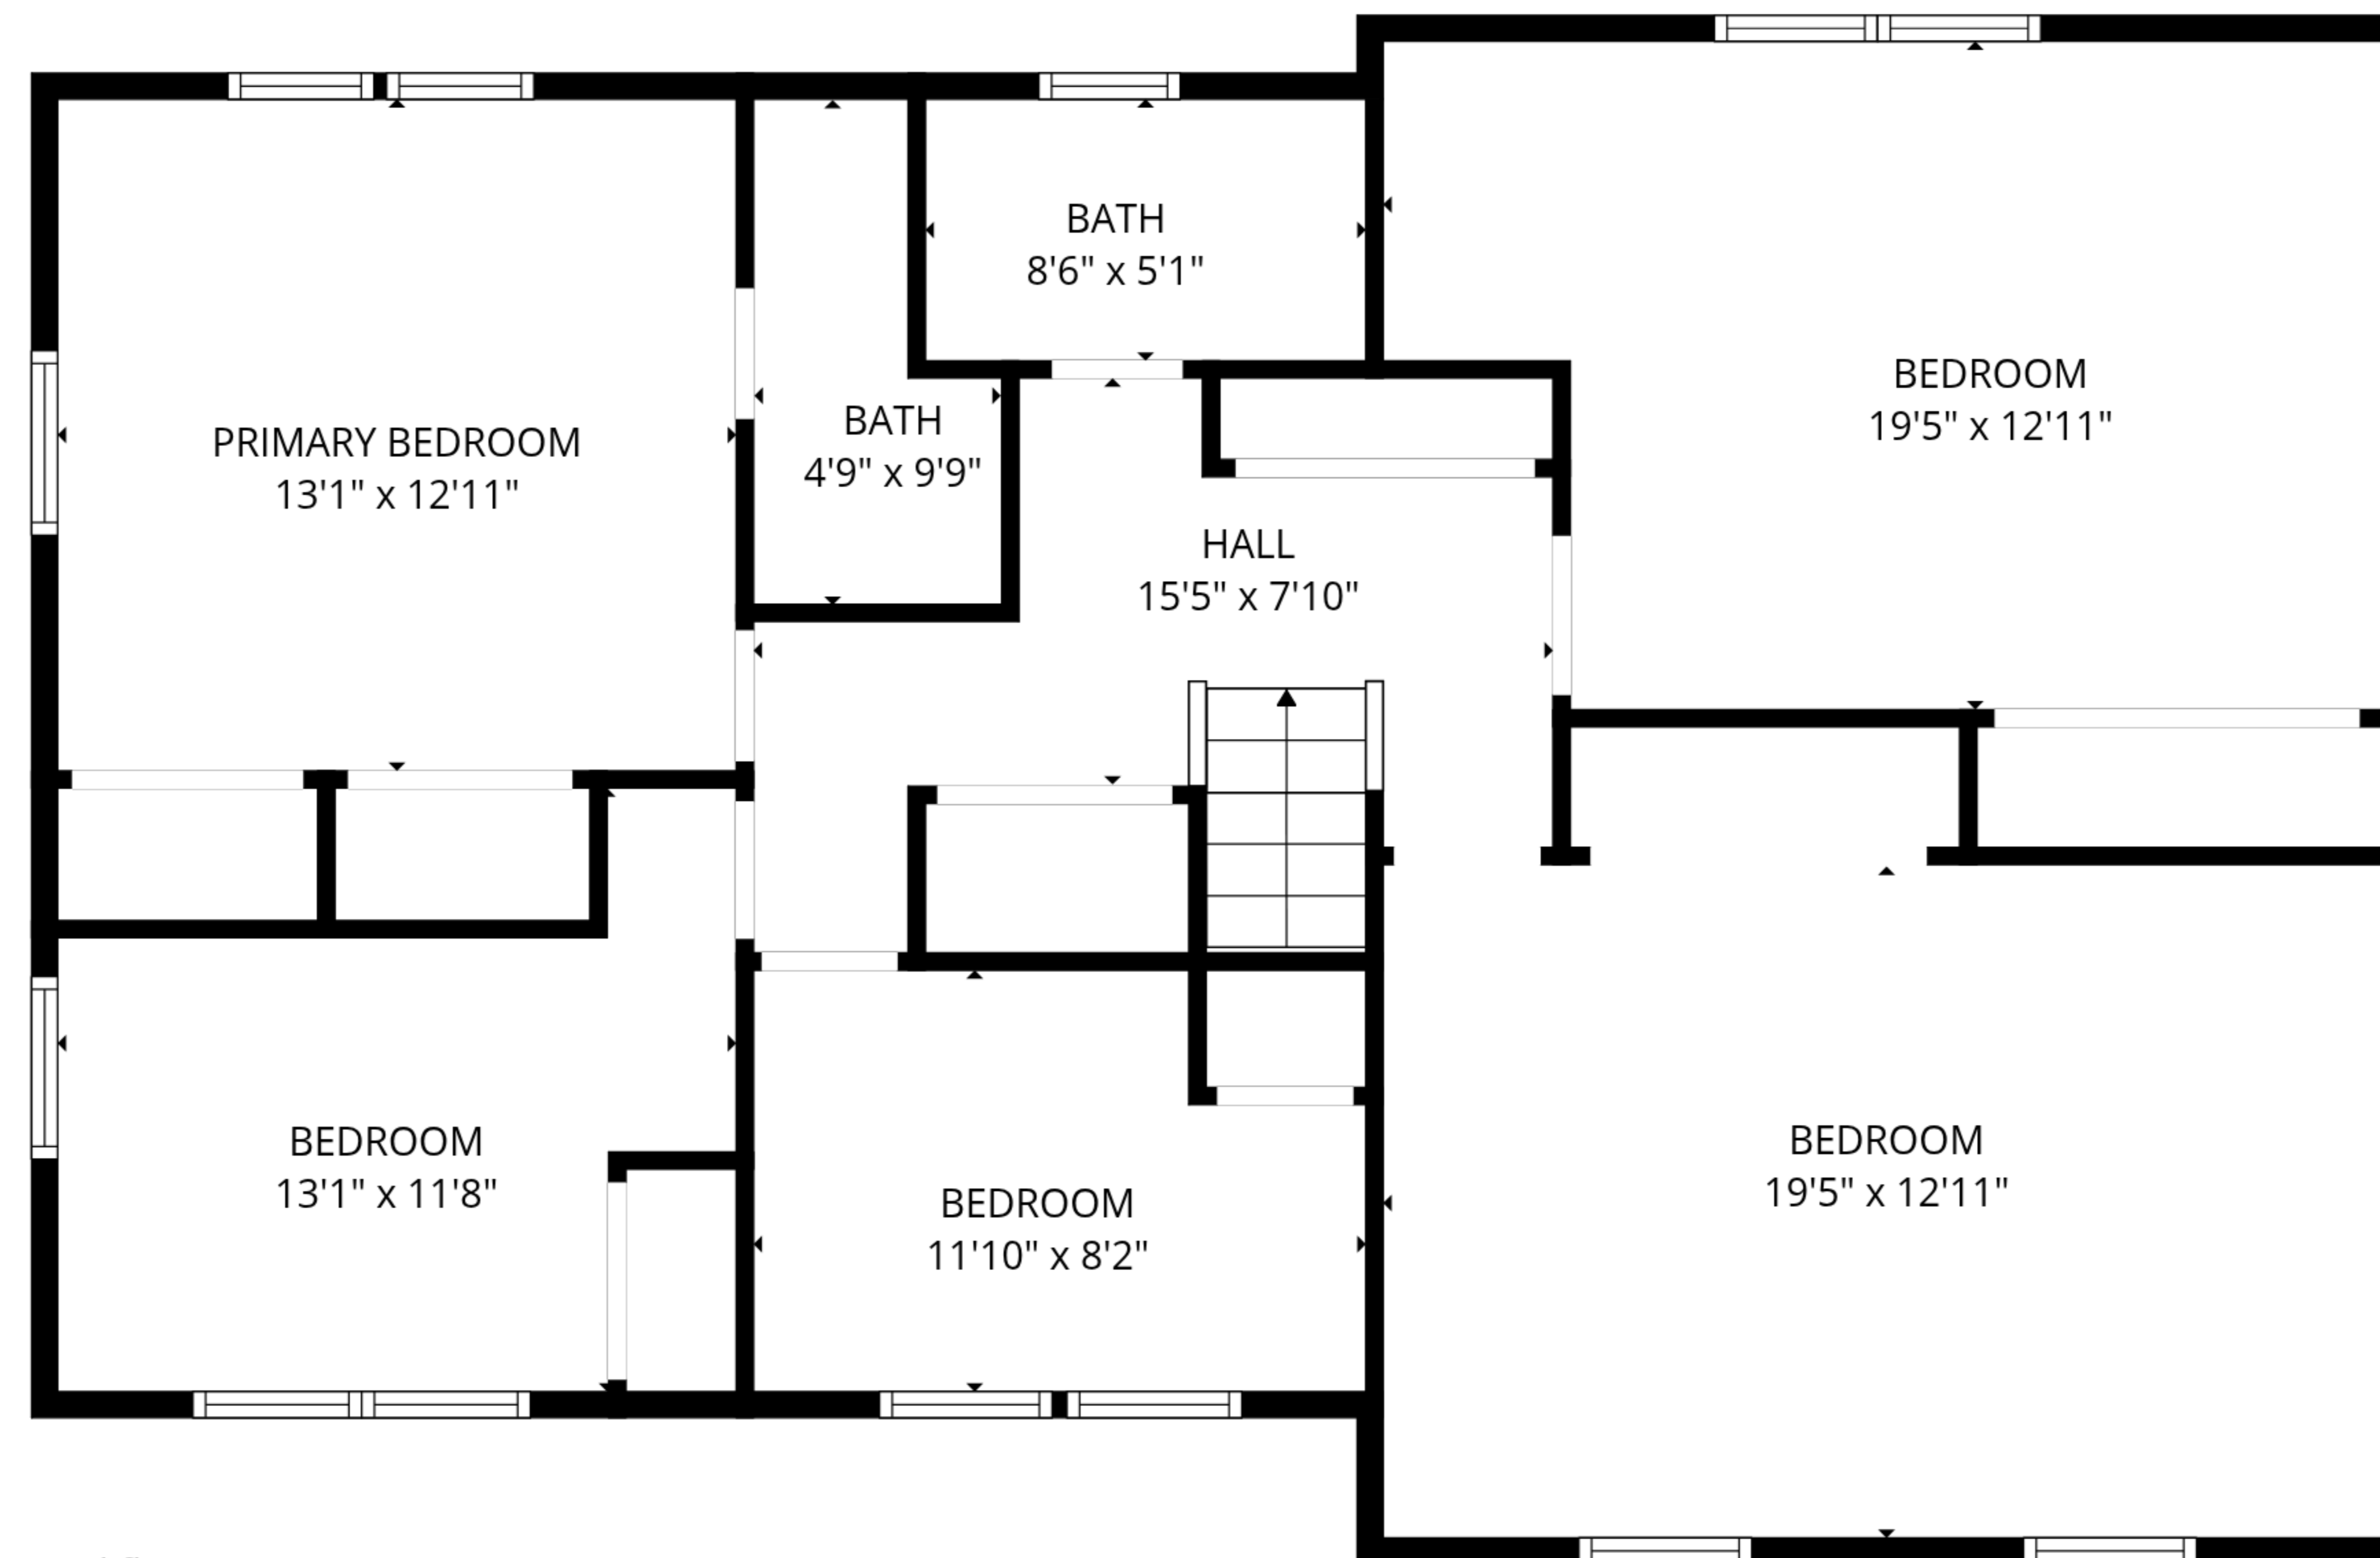 BATH
8'6" x 5'1"
BEDROOM
19'5" x 12'11"
PRIMARY BEDROOM
13'1" x 12'11"
BATH
4'9" x 9'9"
HALL
15'5" x 7'10"
BEDROOM
13'1" x 11'8"
BEDROOM
11'10" x 8'2"
BEDROOM
19'5" x 12'11"